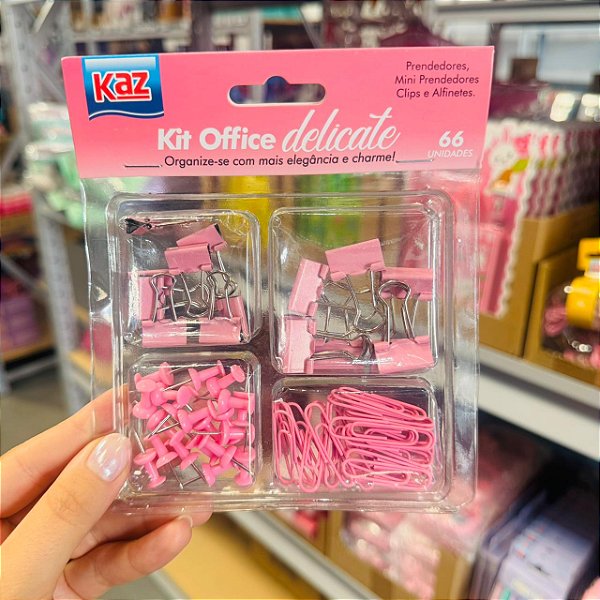 Kaz
Prendedores,
Mini Prendedores
Clips e Alfinetes.
Kit Office delicate
66
UNIDADES
Organize-se com mais elegância e charme!